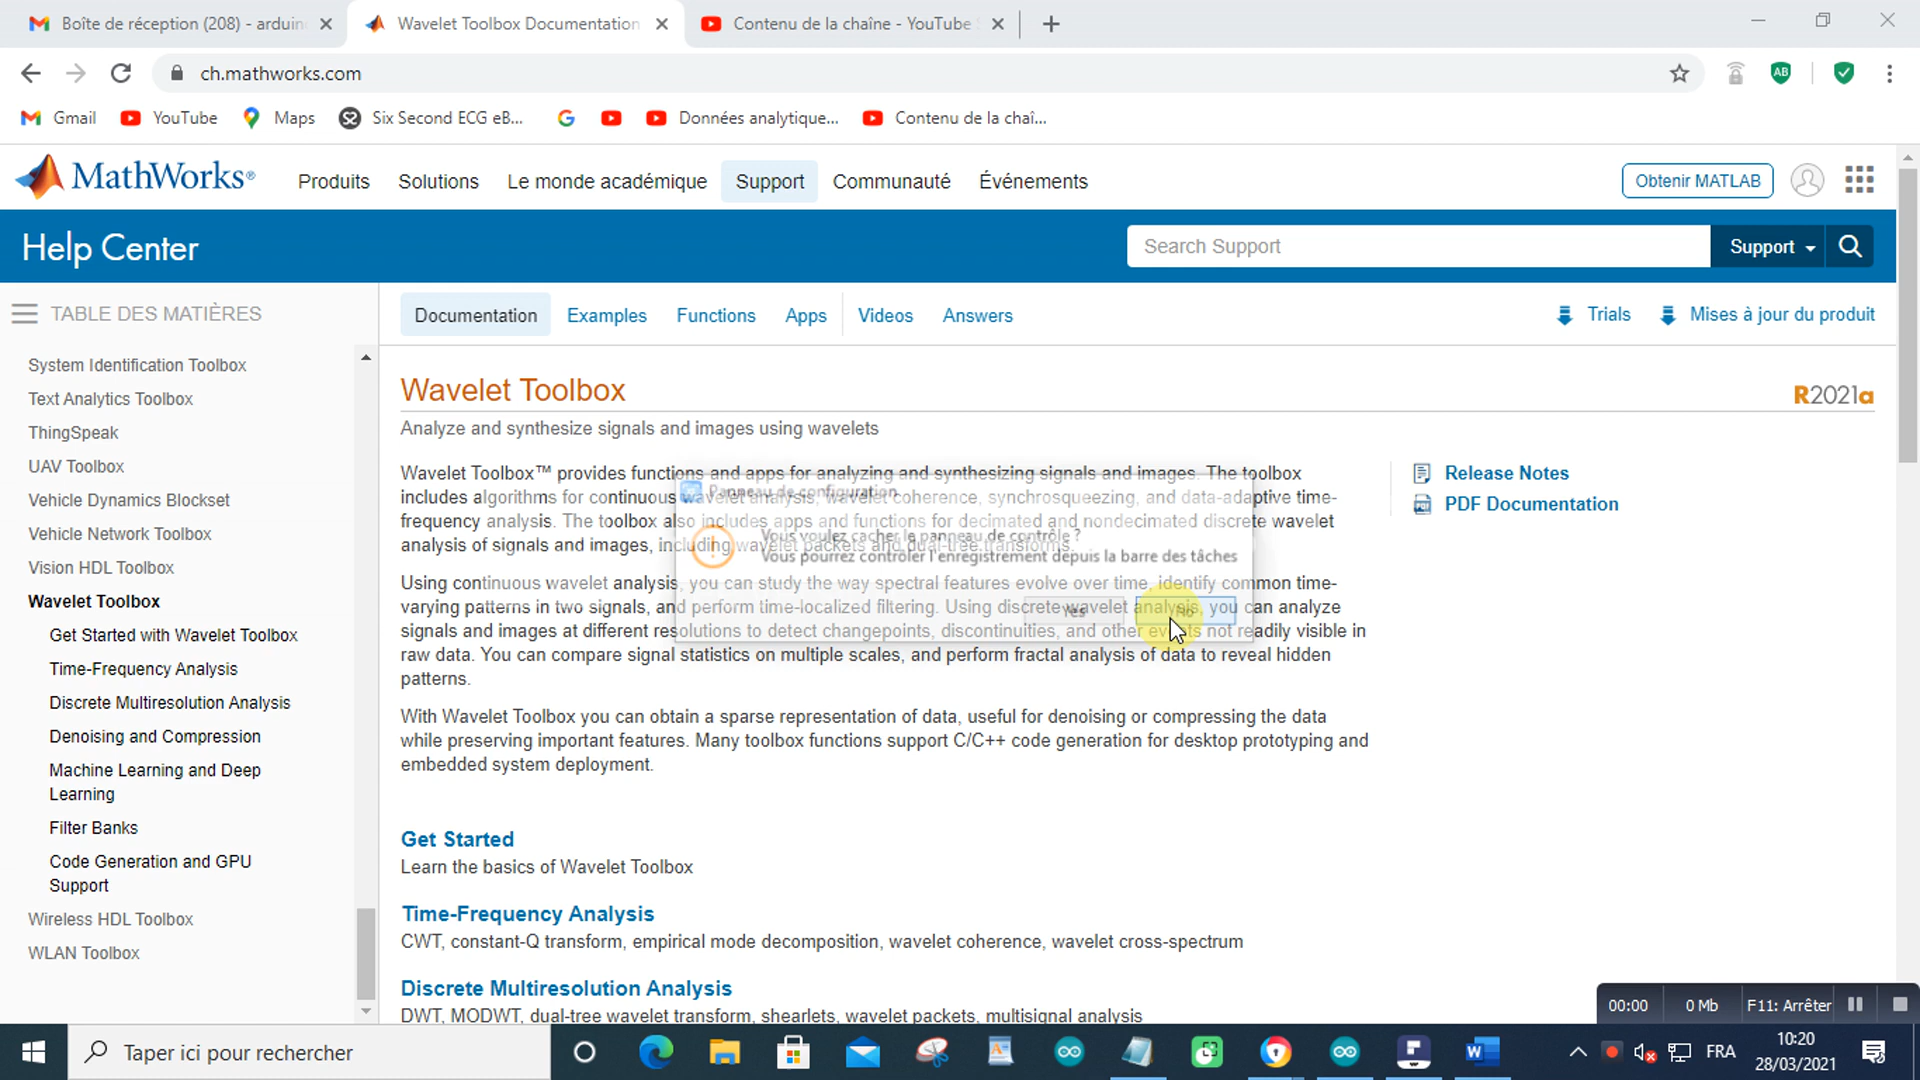 Boîte de réception (208) - arduin
Wavelet Toolbox Documentation
Contenu de la chaîne - YouTube S
ch.mathworks.com
AB
Gmail
YouTube
Maps
Six Second ECG eB...
Données analytique...
Contenu de la chaî...
MathWorks®
Produits
Solutions
Le monde académique
Support
Communauté
Événements
Obtenir MATLAB
Help Center
Search Support
Support
TABLE DES MATIÈRES
Documentation
Examples
Functions
Apps
Videos
Answers
Trials
Mises à jour du produit
System Identification Toolbox
Text Analytics Toolbox
ThingSpeak
UAV Toolbox
Vehicle Dynamics Blockset
Vehicle Network Toolbox
Vision HDL Toolbox
Wavelet Toolbox
Get Started with Wavelet Toolbox
Time-Frequency Analysis
Discrete Multiresolution Analysis
Denoising and Compression
Machine Learning and Deep
Learning
Filter Banks
Code Generation and GPU
Support
Wireless HDL Toolbox
WLAN Toolbox
Wavelet Toolbox
R2021a
Analyze and synthesize signals and images using wavelets
Wavelet Toolbox™ provides functions and apps for analyzing and synthesizing signals and images. The toolbox
includes algorithms for continuous wavelet analysis, wavelet coherence, synchrosqueezing, and data-adaptive time-
frequency analysis. The toolbox also includes apps and functions for decimated and nondecimated discrete wavelet
analysis of signals and images, including wavelet packets and dual-tree transforms.
Using continuous wavelet analysis, you can study the way spectral features evolve over time, identify common time-
varying patterns in two signals, and perform time-localized filtering. Using discrete wavelet analysis, you can analyze
signals and images at different resolutions to detect changepoints, discontinuities, and other events not readily visible in
raw data. You can compare signal statistics on multiple scales, and perform fractal analysis of data to reveal hidden
patterns.
With Wavelet Toolbox you can obtain a sparse representation of data, useful for denoising or compressing the data
while preserving important features. Many toolbox functions support C/C++ code generation for desktop prototyping and
embedded system deployment.
Release Notes
PDF Documentation
Panneau de configuration
Vous voulez cacher le panneau de contrôle ?
Vous pourrez contrôler l'enregistrement depuis la barre des tâches
Yes
No
Get Started
Learn the basics of Wavelet Toolbox
Time-Frequency Analysis
CWT, constant-Q transform, empirical mode decomposition, wavelet coherence, wavelet cross-spectrum
Discrete Multiresolution Analysis
DWT, MODWT, dual-tree wavelet transform, shearlets, wavelet packets, multisignal analysis
00:00
0 Mb
F11: Arrêter
Taper ici pour rechercher
FRA
10:20
28/03/2021